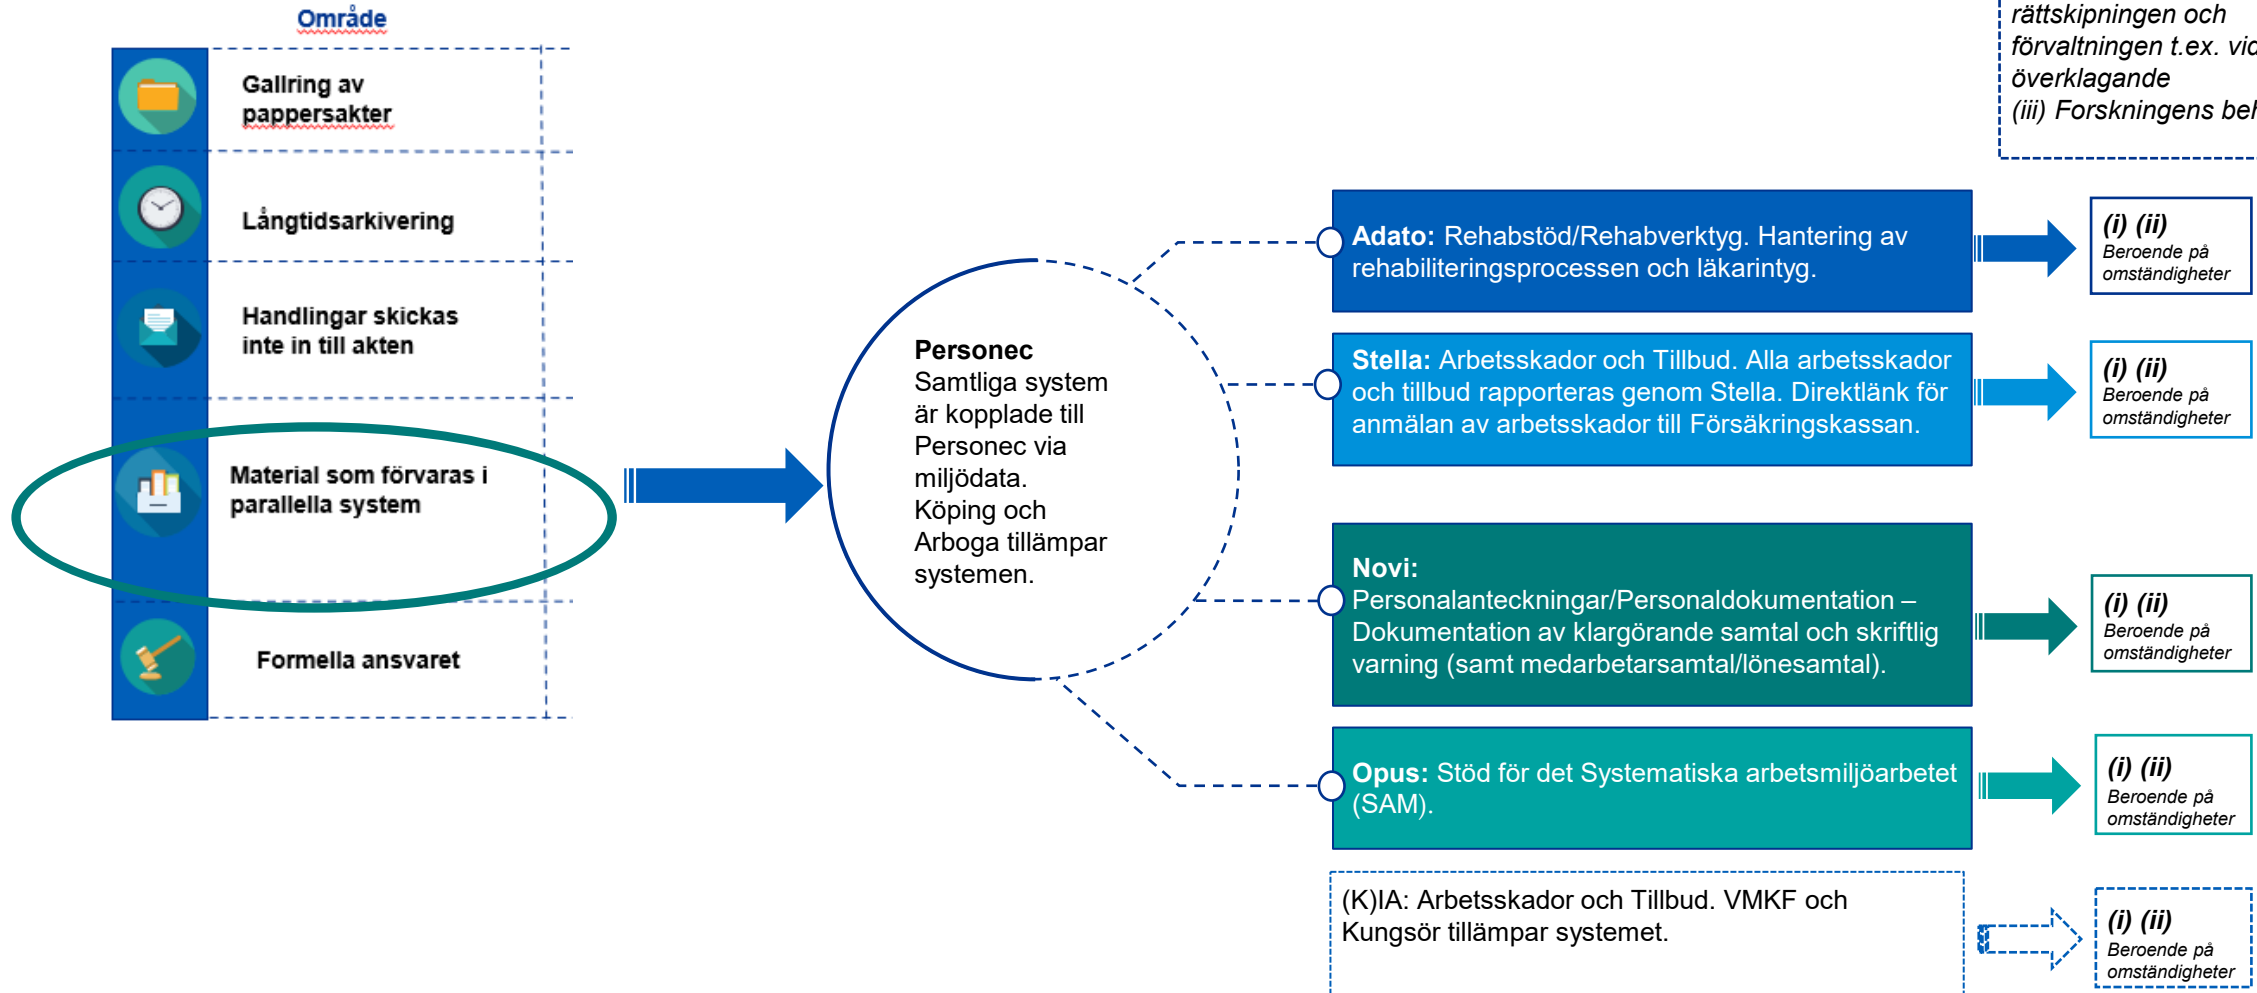 Område
Gallring av
pappersakter
Långtidsarkivering
Handlingar skickas
inte in till akten
Material som förvaras i
parallella system
Formella ansvaret
Personec
Samtliga system
är kopplade till
Personec via
miljödata.
Köping och
Arboga tillämpar
systemen.
rättskipningen och
förvaltningen t.ex. vid
överklagande
(iii) Forskningens
Adato: Rehabstöd/Rehabverktyg. Hantering av
rehabiliteringsprocessen och läkarintyg.
(i) (ii)
Beroende på
omständigheter
Stella: Arbetsskador och Tillbud. Alla arbetsskador
och tillbud rapporteras genom Stella. Direktlänk för
anmälan av arbetsskador till Försäkringskassan.
(i) (ii)
Beroende på
omständigheter
Novi:
Personalanteckningar/Personaldokumentation –
Dokumentation av klargörande samtal och skriftlig
varning (samt medarbetarsamtal/lönesamtal).
(i) (ii)
Beroende på
omständigheter
Opus: Stöd för det Systematiska arbetsmiljöarbetet
(SAM).
(i) (ii)
Beroende på
omständigheter
(K)IA: Arbetsskador och Tillbud. VMKF och
Kungsör tillämpar systemet.
(i) (ii)
Beroende på
omständigheter